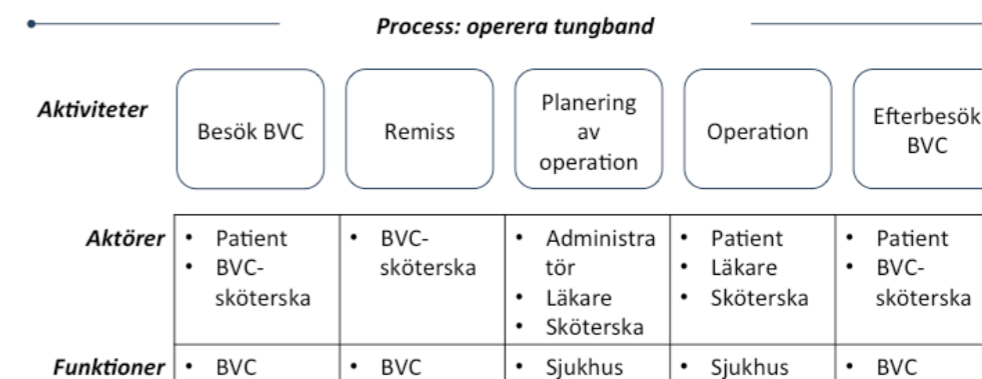 Process: operera tungband
Aktiviteter
Besök BVC
Remiss
Planering
av
operation
Operation
Efterbesök
BVC
Aktörer
• Patient
• BVC-
sköterska
• BVC-
sköterska
• Administra
tör
• Läkare
• Sköterska
• Patient
• Läkare
• Sköterska
• Patient
• BVC-
sköterska
Funktioner
• BVC
• BVC
• Sjukhus
• Sjukhus
• BVC